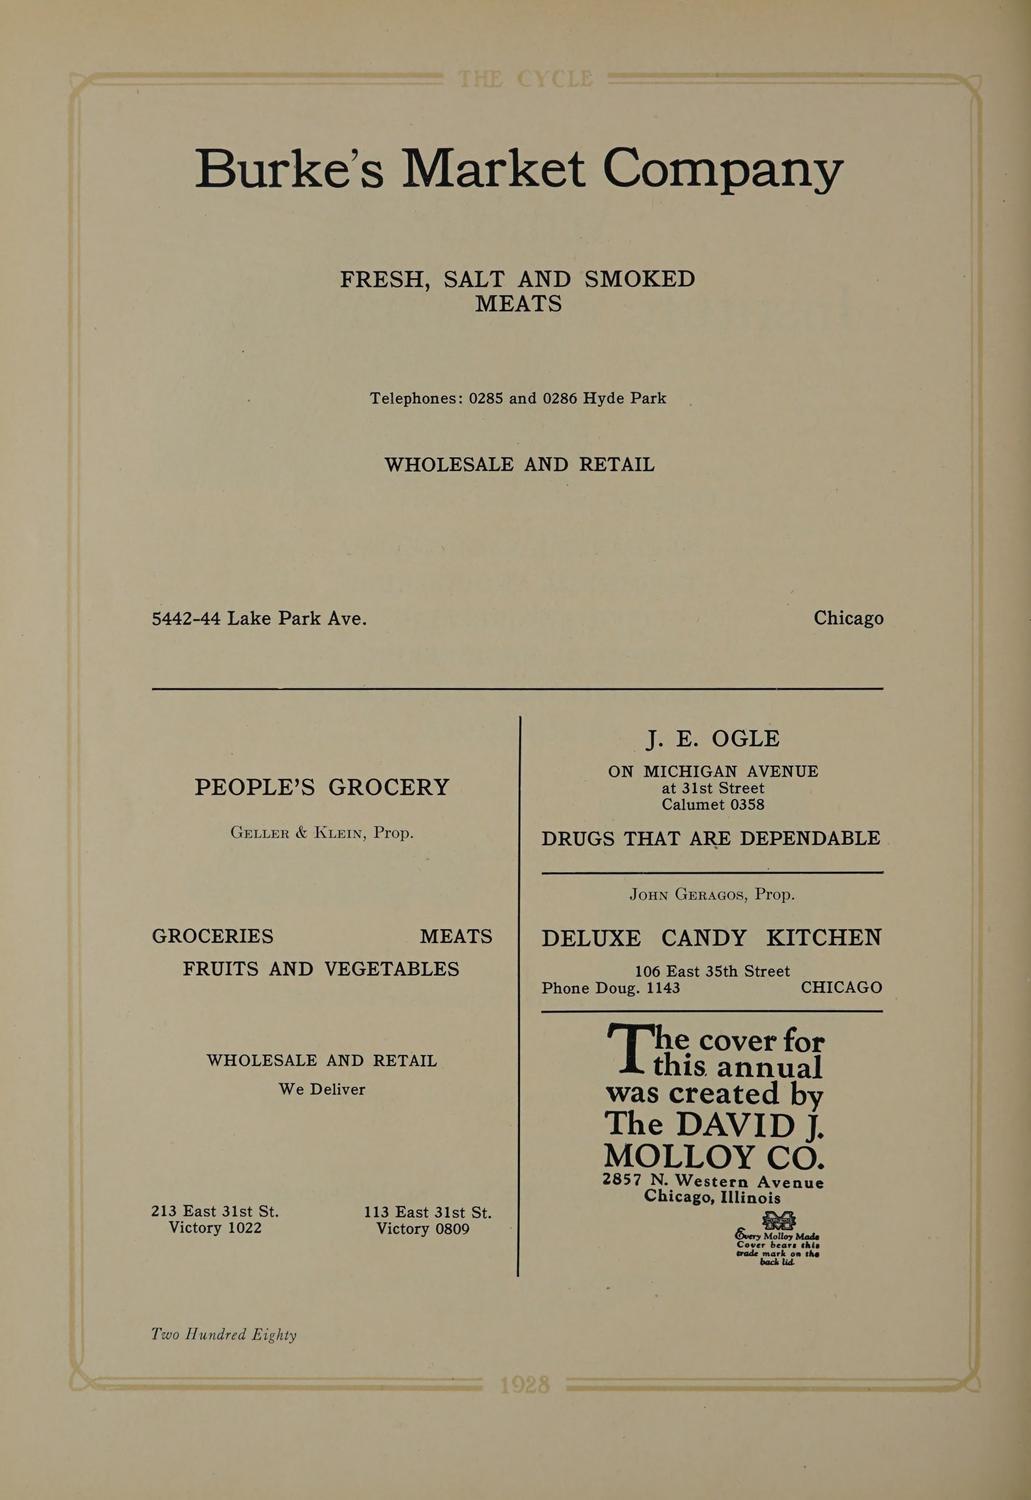 THE CYCLE
Burke's Market Company
FRESH, SALT AND SMOKED
MEATS
Telephones: 0285 and 0286 Hyde Park
WHOLESALE AND RETAIL
5442-44 Lake Park Ave. Chicago
PEOPLE'S GROCERY
GELLER & KLEIN, Prop.
GROCERIES MEATS
FRUITS AND VEGETABLES
WHOLESALE AND RETAIL
We Deliver
213 East 31st St. 113 East 31st St.
Victory 1022 Victory 0809
J. E. OGLE
ON MICHIGAN AVENUE
at 31st Street
Calumet 0358
DRUGS THAT ARE DEPENDABLE
JOHN GERAGOS, Prop.
DELUXE CANDY KITCHEN
106 East 35th Street
Phone Doug. 1143 CHICAGO
The cover for
this annual
was created by
The DAVID J.
MOLLOY CO.
2857 N. Western Avenue
Chicago, Illinois
Every Molloy Made
Cover bears this
trade mark on the
back lid.
Two Hundred Eighty
1928